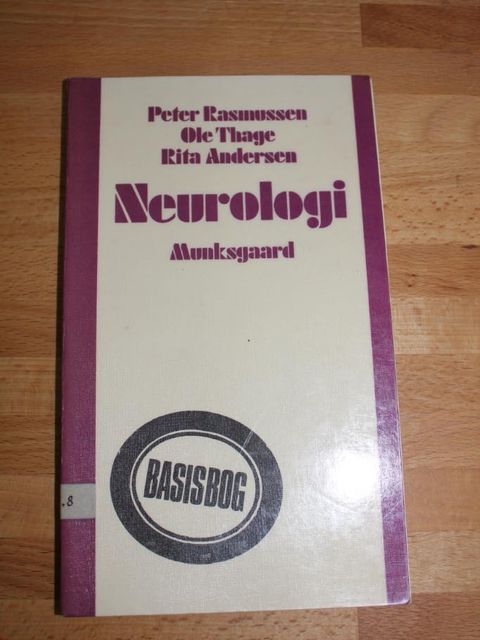 Peter Rasmussen
Ole Thage
Rita Andersen
Neurologi
Munksgaard
BASISBOG
.8